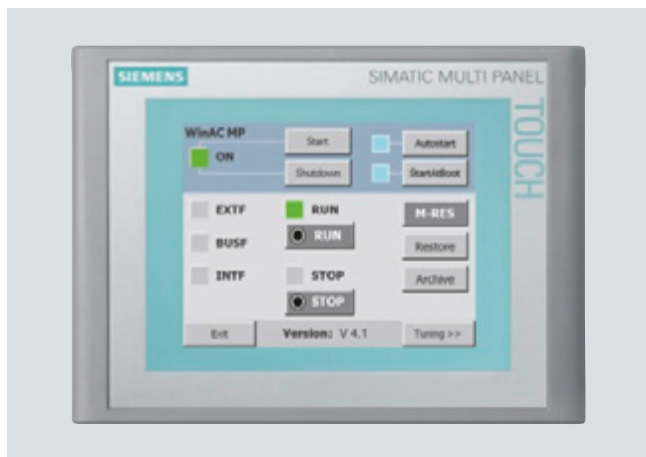 SIEMENS
SIMATIC MULTI PANEL
TOUCH
WinAC MP
ON
Start
Autostart
Shutdown
StartAtBoot
EXTF
RUN
M-RES
BUSF
RUN
Restore
INTF
STOP
Archive
STOP
Exit
Version: V 4.1
Tuning >>